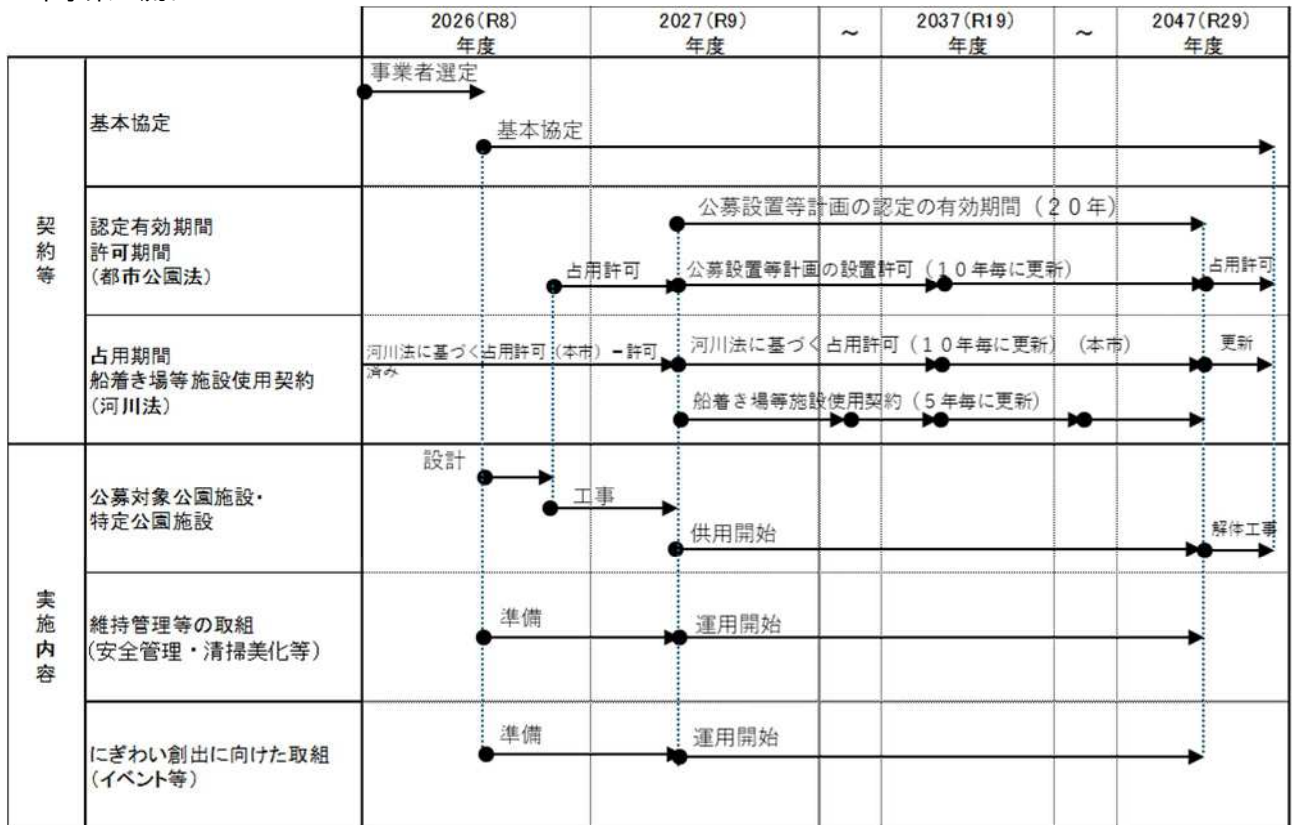 2026(R8)
年度
2027(R9)
年度
~
2037(R19)
年度
~
2047(R29)
年度
契約等
基本協定
事業者選定
基本協定
認定有効期間
許可期間
(都市公園法)
公募設置等計画の認定の有効期間（２０年）
占用許可
公募設置等計画の設置許可（１０年毎に更新）
占用許可
占用期間
船着き場等施設使用契約
(河川法)
河川法に基づく占用許可（本市）－許可
済み
河川法に基づく占用許可（１０年毎に更新）（本市）
更新
船着き場等施設使用契約（５年毎に更新）
実施内容
公募対象公園施設・
特定公園施設
設計
工事
供用開始
解体工事
維持管理等の取組
(安全管理・清掃美化等)
準備
運用開始
にぎわい創出に向けた取組
(イベント等)
準備
運用開始